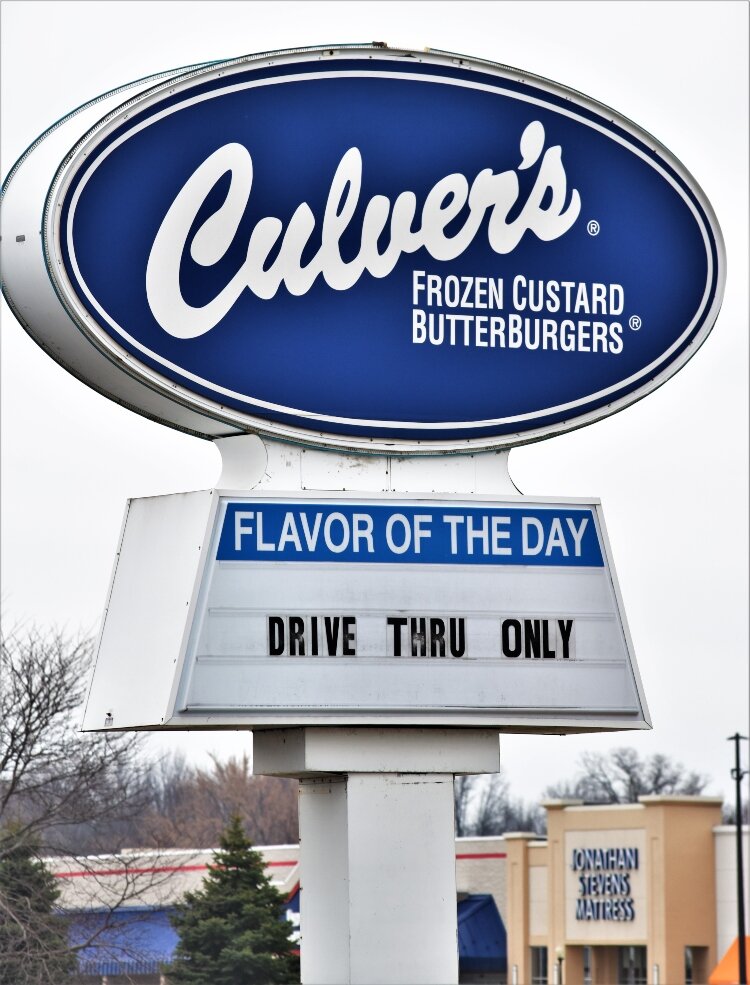 Culver's®
FROZEN CUSTARD
BUTTERBURGERS®
FLAVOR OF THE DAY
DRIVE THRU ONLY
JONATHAN
STEVENS
MATTRESS